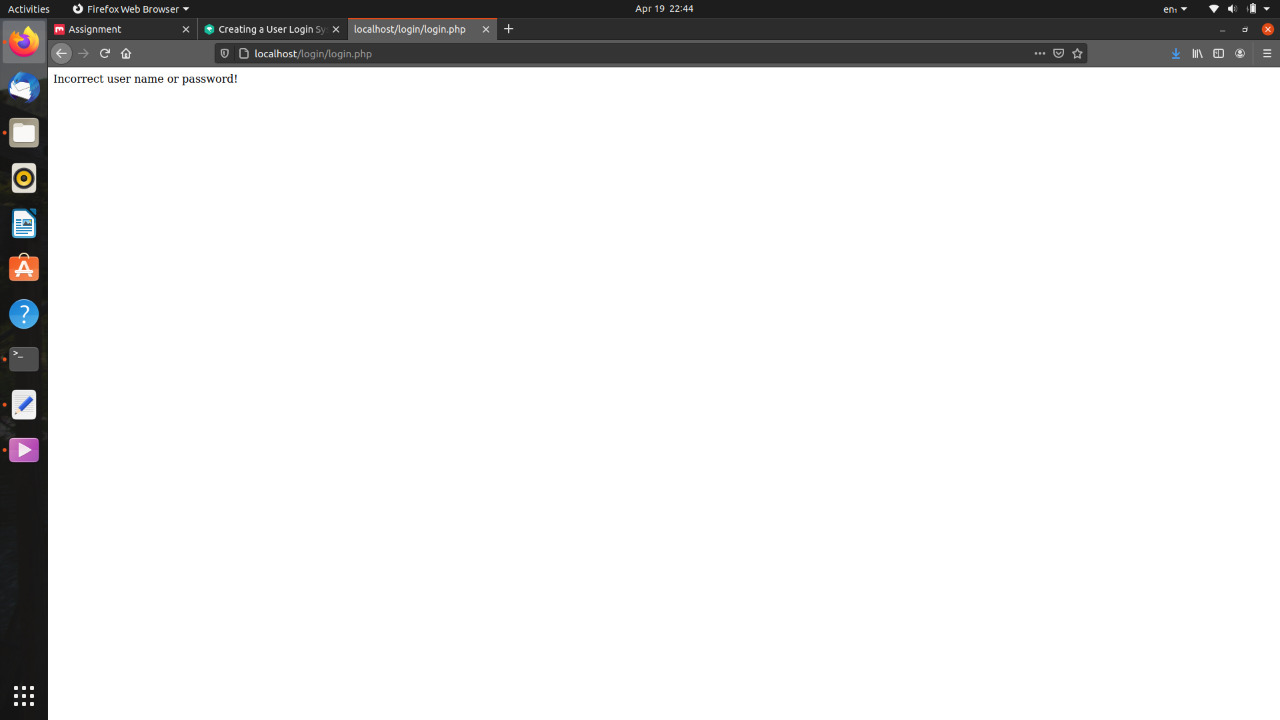 Activities
Firefox Web Browser
Apr 19 22:44
en₁
Assignment
Creating a User Login Sy
localhost/login/login.php
localhost/login/login.php
Incorrect user name or password!